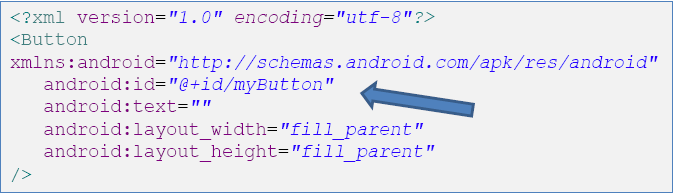 <?xml version="1.0" encoding="utf-8"?>
<Button
xmlns:android="http://schemas.android.com/apk/res/android"
android:id="@+id/myButton"
android:text=""
android:layout_width="fill_parent"
android:layout_height="fill_parent"
/>